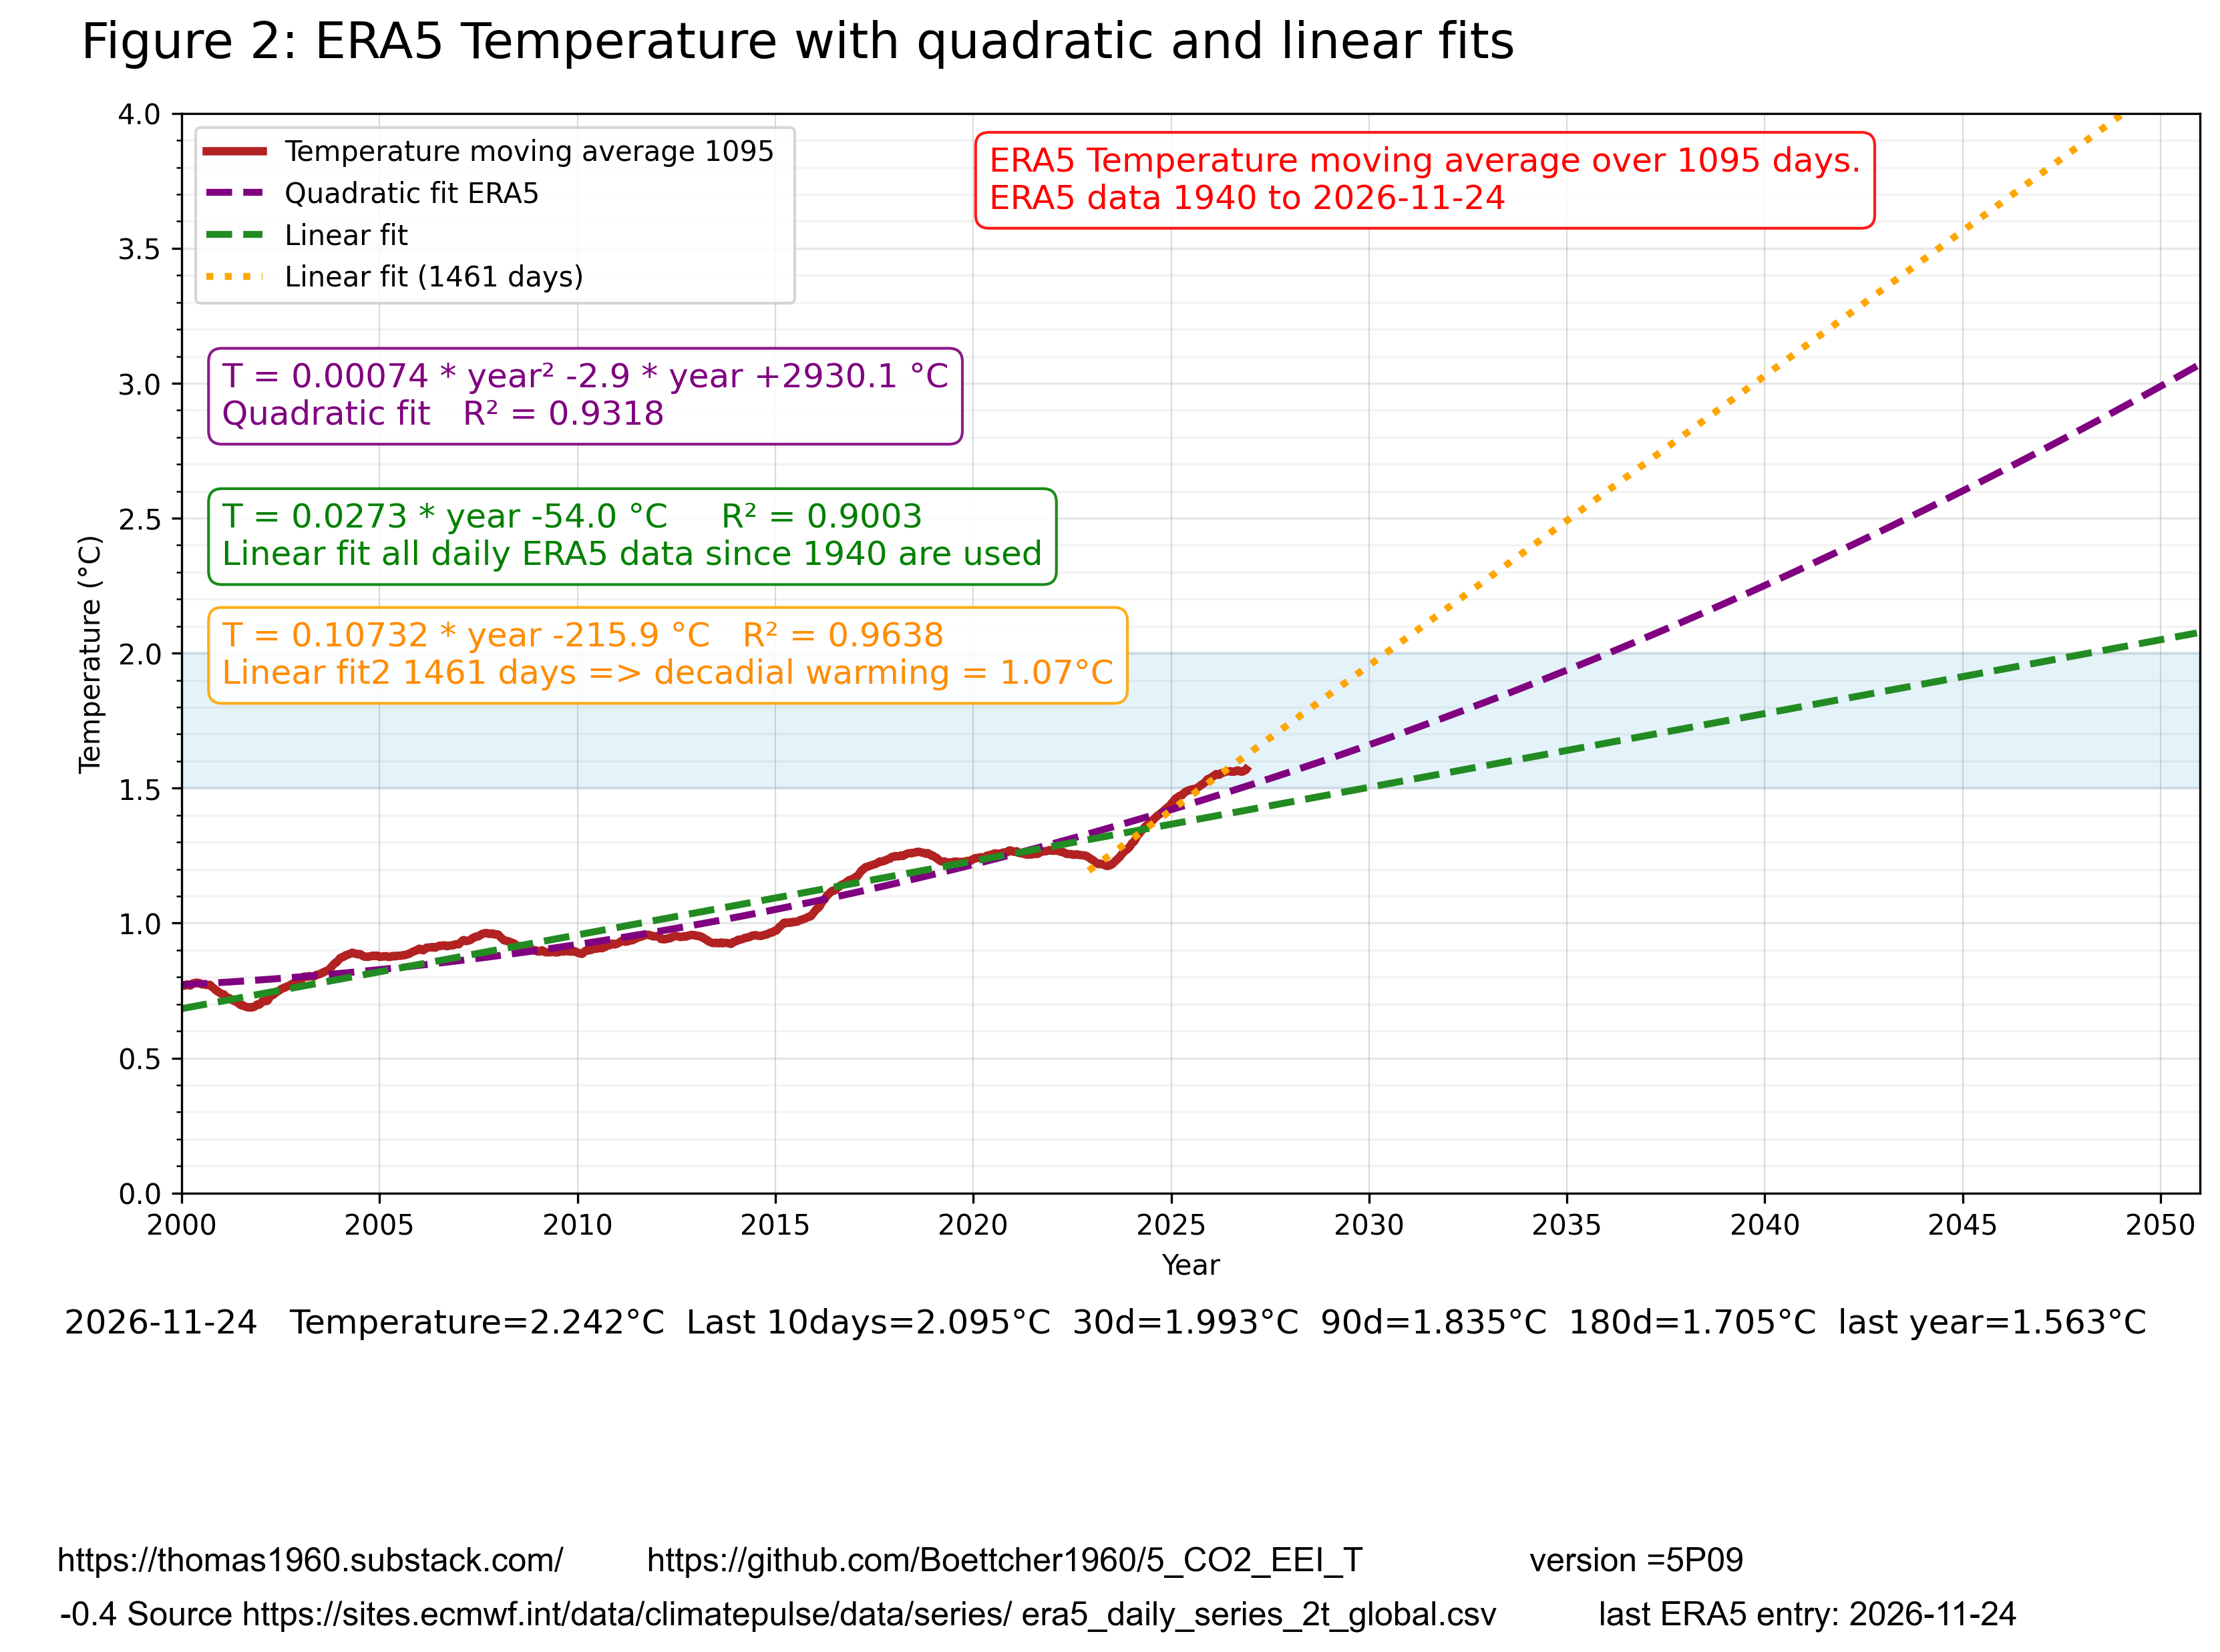 Figure 2: ERA5 Temperature with quadratic and linear fits
Temperature moving average 1095
Quadratic fit ERA5
Linear fit
Linear fit (1461 days)
ERA5 Temperature moving average over 1095 days.
ERA5 data 1940 to 2026-11-24
T = 0.00074 * year² -2.9 * year +2930.1 °C
Quadratic fit   R² = 0.9318
T = 0.0273 * year -54.0 °C     R² = 0.9003
Linear fit all daily ERA5 data since 1940 are used
T = 0.10732 * year -215.9 °C   R² = 0.9638
Linear fit2 1461 days => decadial warming = 1.07°C
Temperature (°C)
4.0
3.5
3.0
2.5
2.0
1.5
1.0
0.5
0.0
2000 2005 2010 2015 2020 2025 2030 2035 2040 2045 2050
Year
2026-11-24   Temperature=2.242°C  Last 10days=2.095°C  30d=1.993°C  90d=1.835°C  180d=1.705°C  last year=1.563°C
https://thomas1960.substack.com/ https://github.com/Boettcher1960/5_CO2_EEI_T version =5P09
-0.4 Source https://sites.ecmwf.int/data/climatepulse/data/series/ era5_daily_series_2t_global.csv last ERA5 entry: 2026-11-24